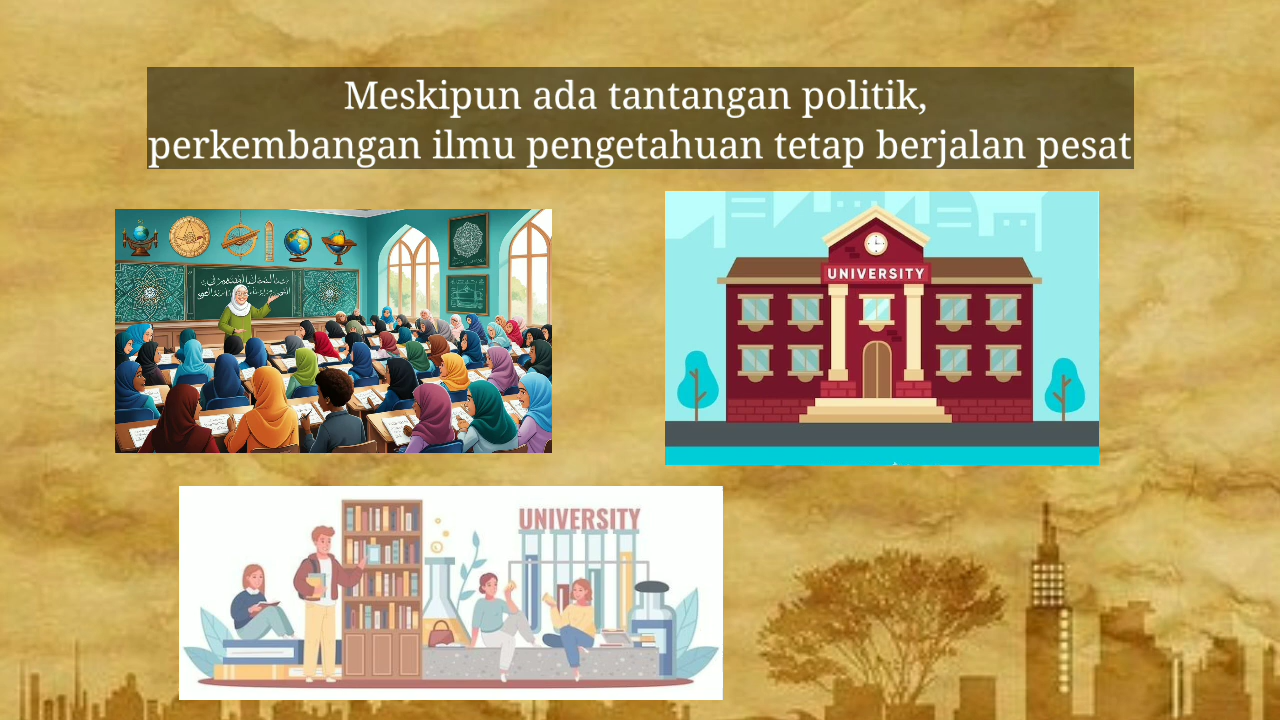 Meskipun ada tantangan politik,
perkembangan ilmu pengetahuan tetap berjalan pesat
UNIVERSITY
UNIVERSITY